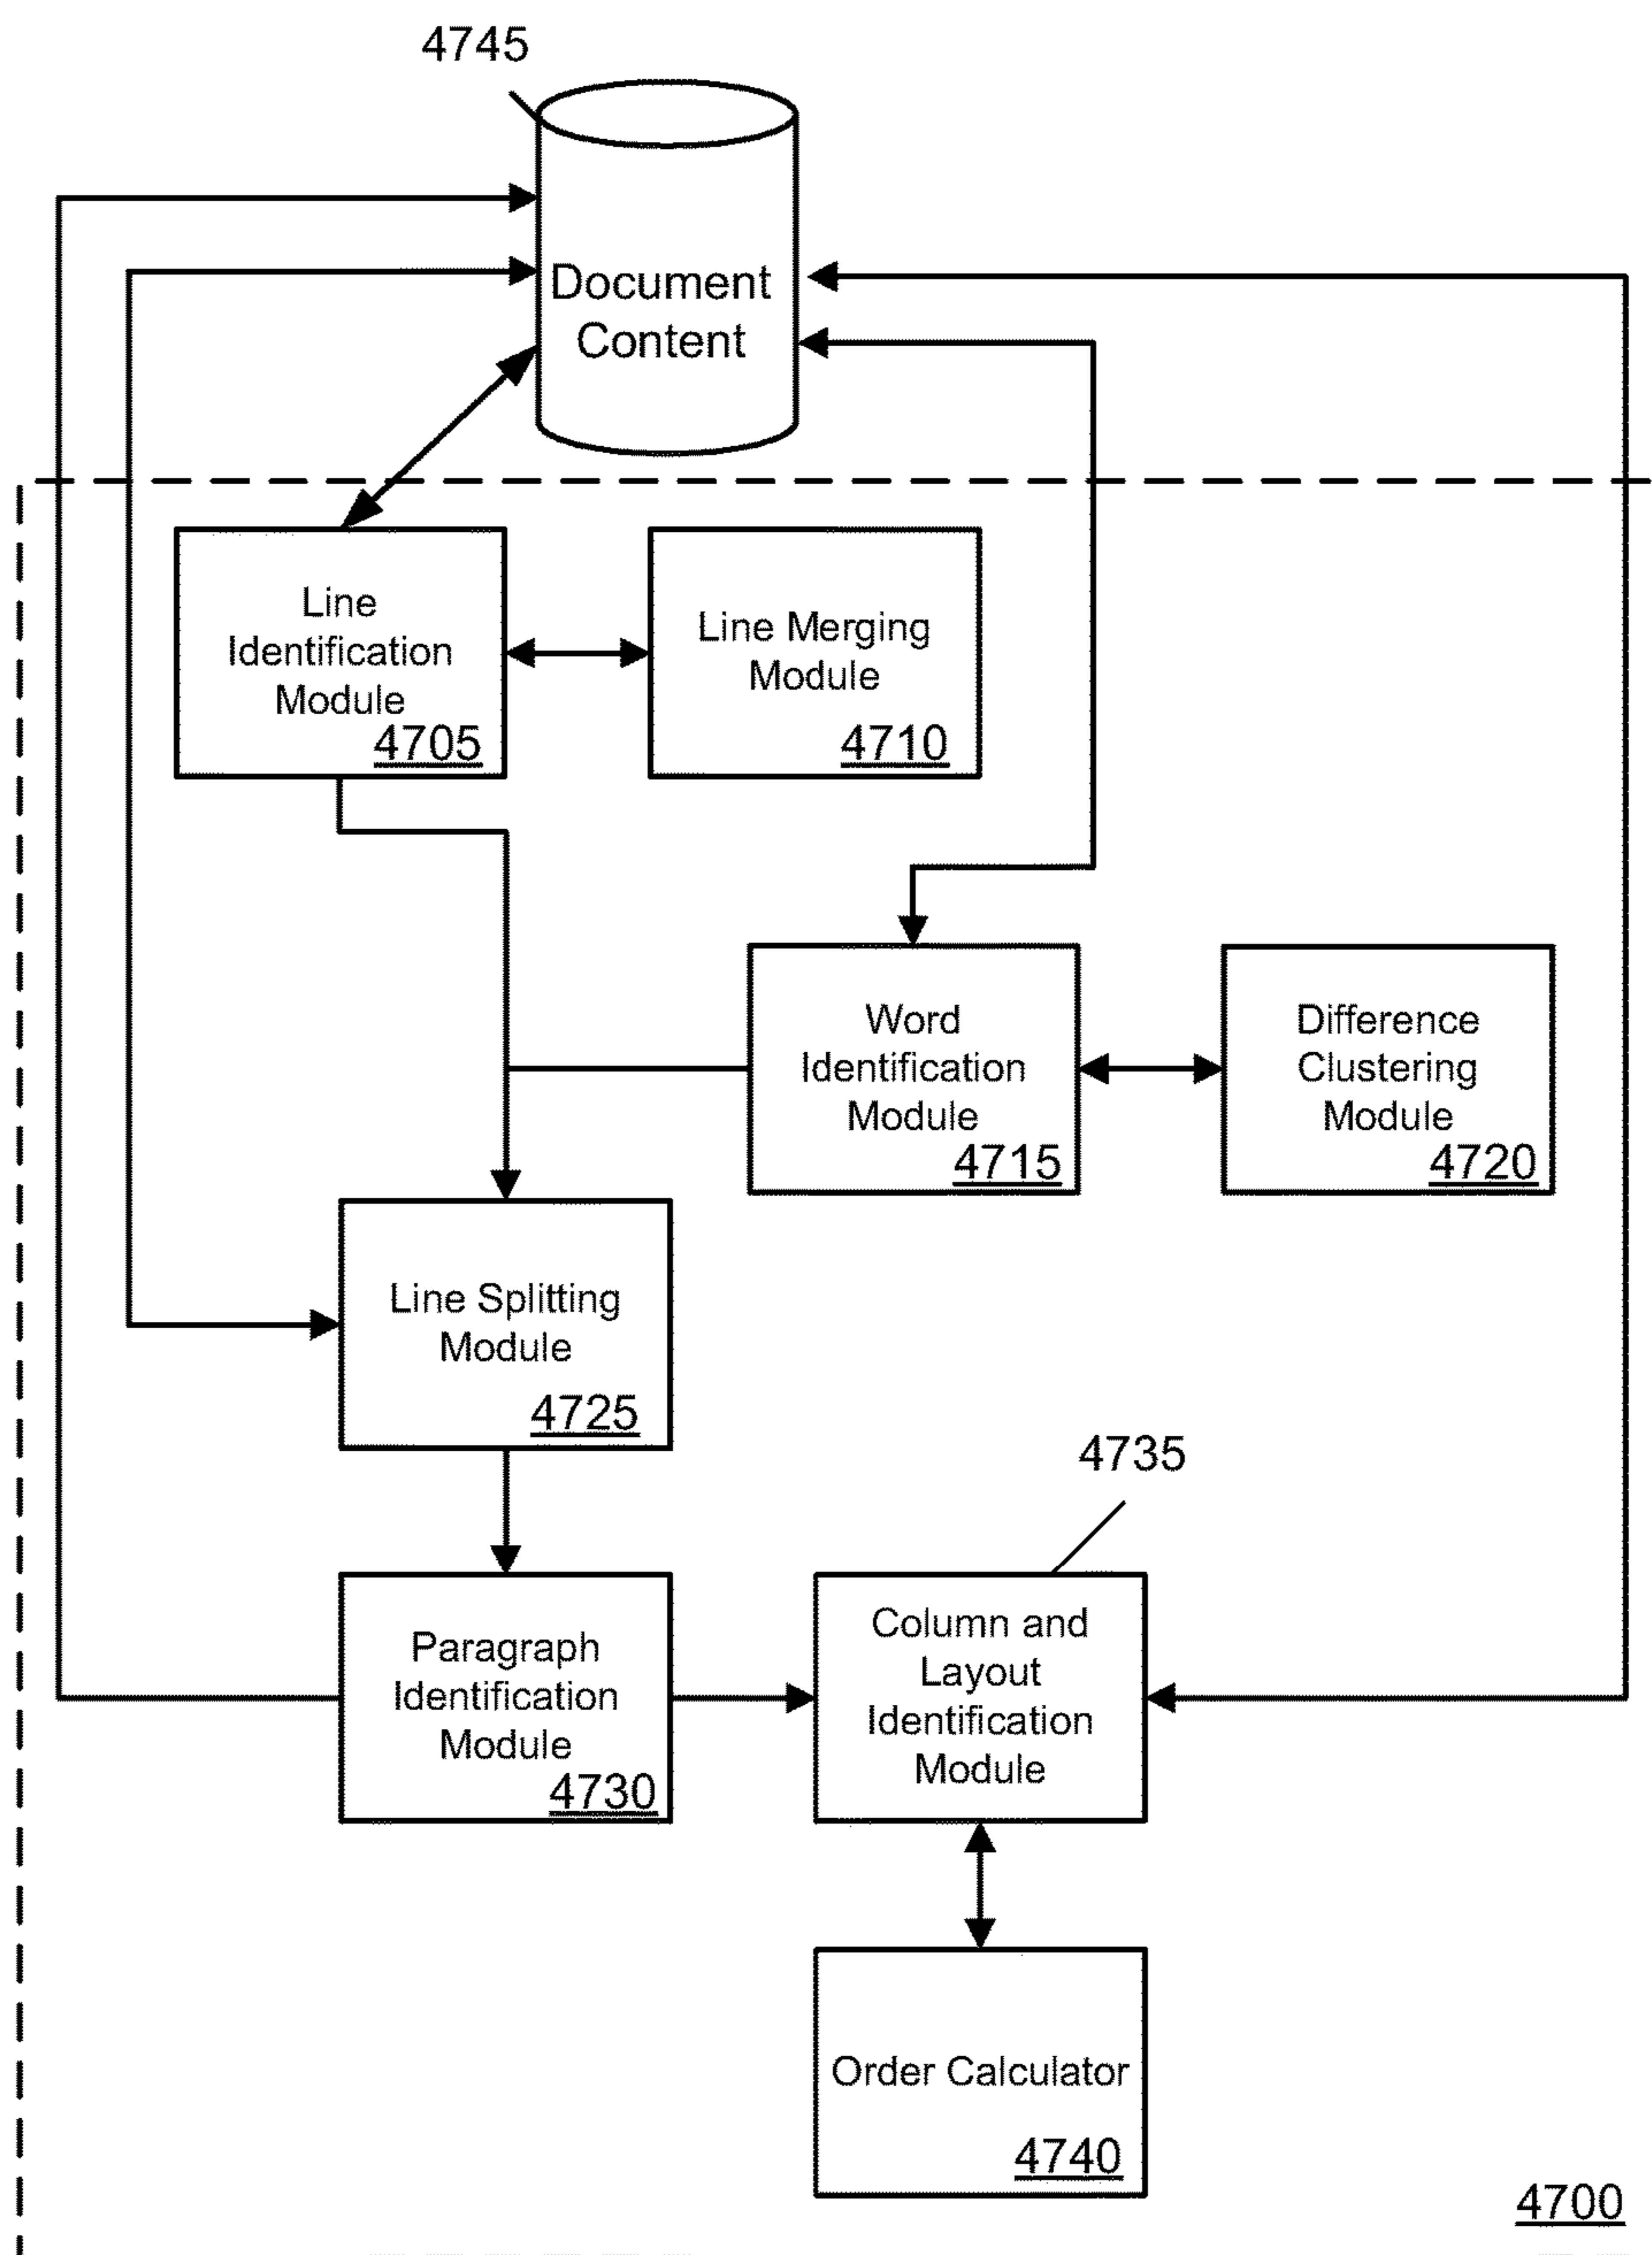 4745
Document
Content
Line
Identification
Module
4705
Line Merging
Module
4710
Word
Identification
Module
4715
Difference
Clustering
Module
4720
Line Splitting
Module
4725
4735
Paragraph
Identification
Module
4730
Column and
Layout
Identification
Module
Order Calculator
4740
4700